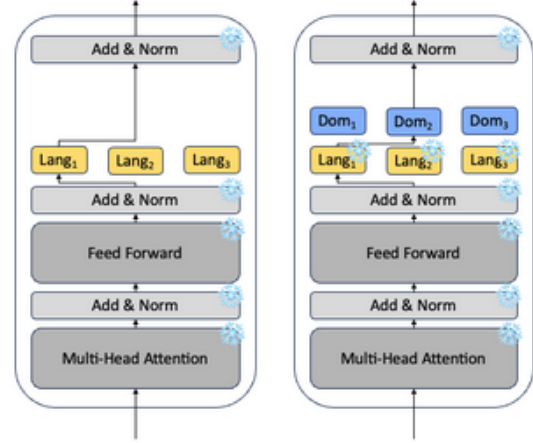 Add & Norm
Lang₁ Lang₂ Lang₃
Add & Norm
Feed Forward
Add & Norm
Multi-Head Attention
Add & Norm
Dom₁ Dom₂ Dom₃
Lang₁ Lang₂ Lang₃
Add & Norm
Feed Forward
Add & Norm
Multi-Head Attention